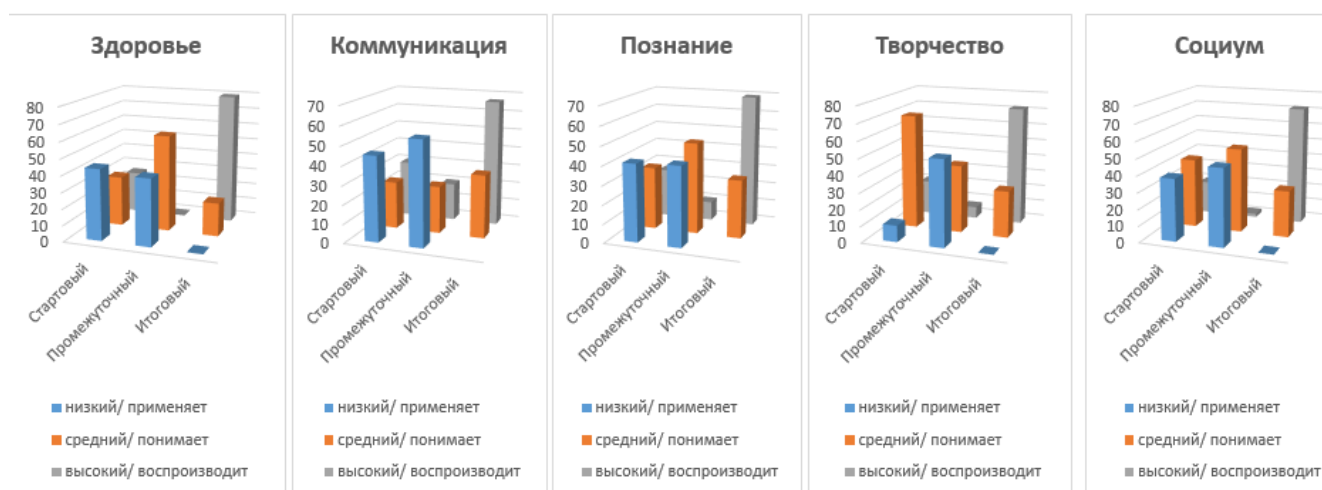 Здоровье
80
70
60
50
40
30
20
10
0
Стартовый
Промежуточный
Итоговый
низкий/ применяет
средний/ понимает
высокий/ воспроизводит
Коммуникация
70
60
50
40
30
20
10
0
Стартовый
Промежуточный
Итоговый
низкий/ применяет
средний/ понимает
высокий/ воспроизводит
Познание
70
60
50
40
30
20
10
0
Стартовый
Промежуточный
Итоговый
низкий/ применяет
средний/ понимает
высокий/ воспроизводит
Творчество
80
70
60
50
40
30
20
10
0
Стартовый
Промежуточный
Итоговый
низкий/ применяет
средний/ понимает
высокий/ воспроизводит
Социум
80
70
60
50
40
30
20
10
0
Стартовый
Промежуточный
Итоговый
низкий/ применяет
средний/ понимает
высокий/ воспроизводит